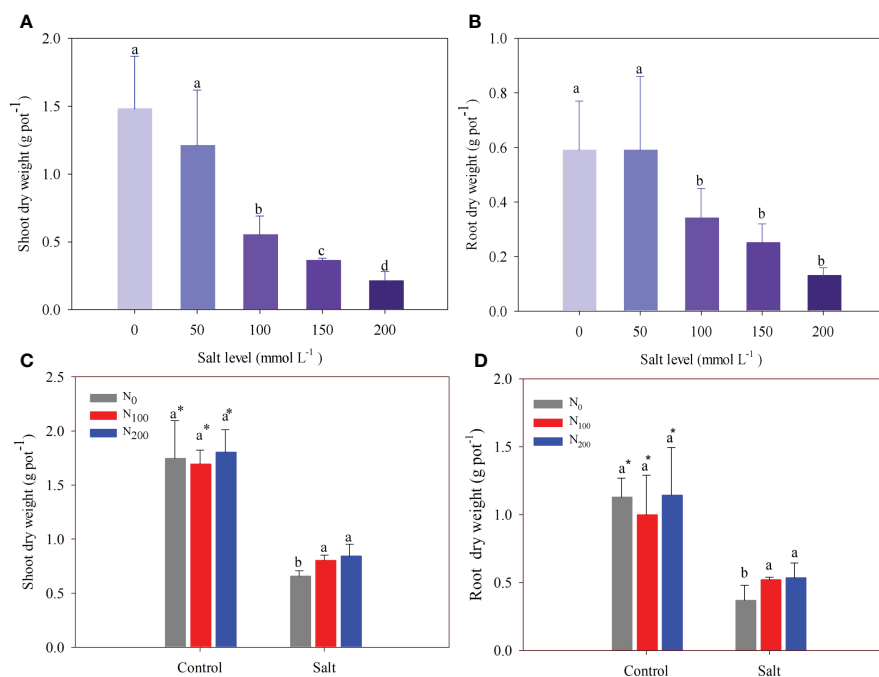 A
Shoot dry weight (g pot⁻¹)
2.0
1.5
1.0
0.5
0.0
a
a
b
c
d
0 50 100 150 200
Salt level (mmol L⁻¹)
B
Root dry weight (g pot⁻¹)
1.0
0.8
0.6
0.4
0.2
0.0
a
a
b
b
b
0 50 100 150 200
Salt level (mmol L⁻¹)
C
Shoot dry weight (g pot⁻¹)
2.5
2.0
1.5
1.0
0.5
0.0
N₀
N₁₀₀
N₂₀₀
a* a* a*
b a a
Control Salt
D
Root dry weight (g pot⁻¹)
2.0
1.5
1.0
0.5
0.0
N₀
N₁₀₀
N₂₀₀
a* a* a*
b a a
Control Salt